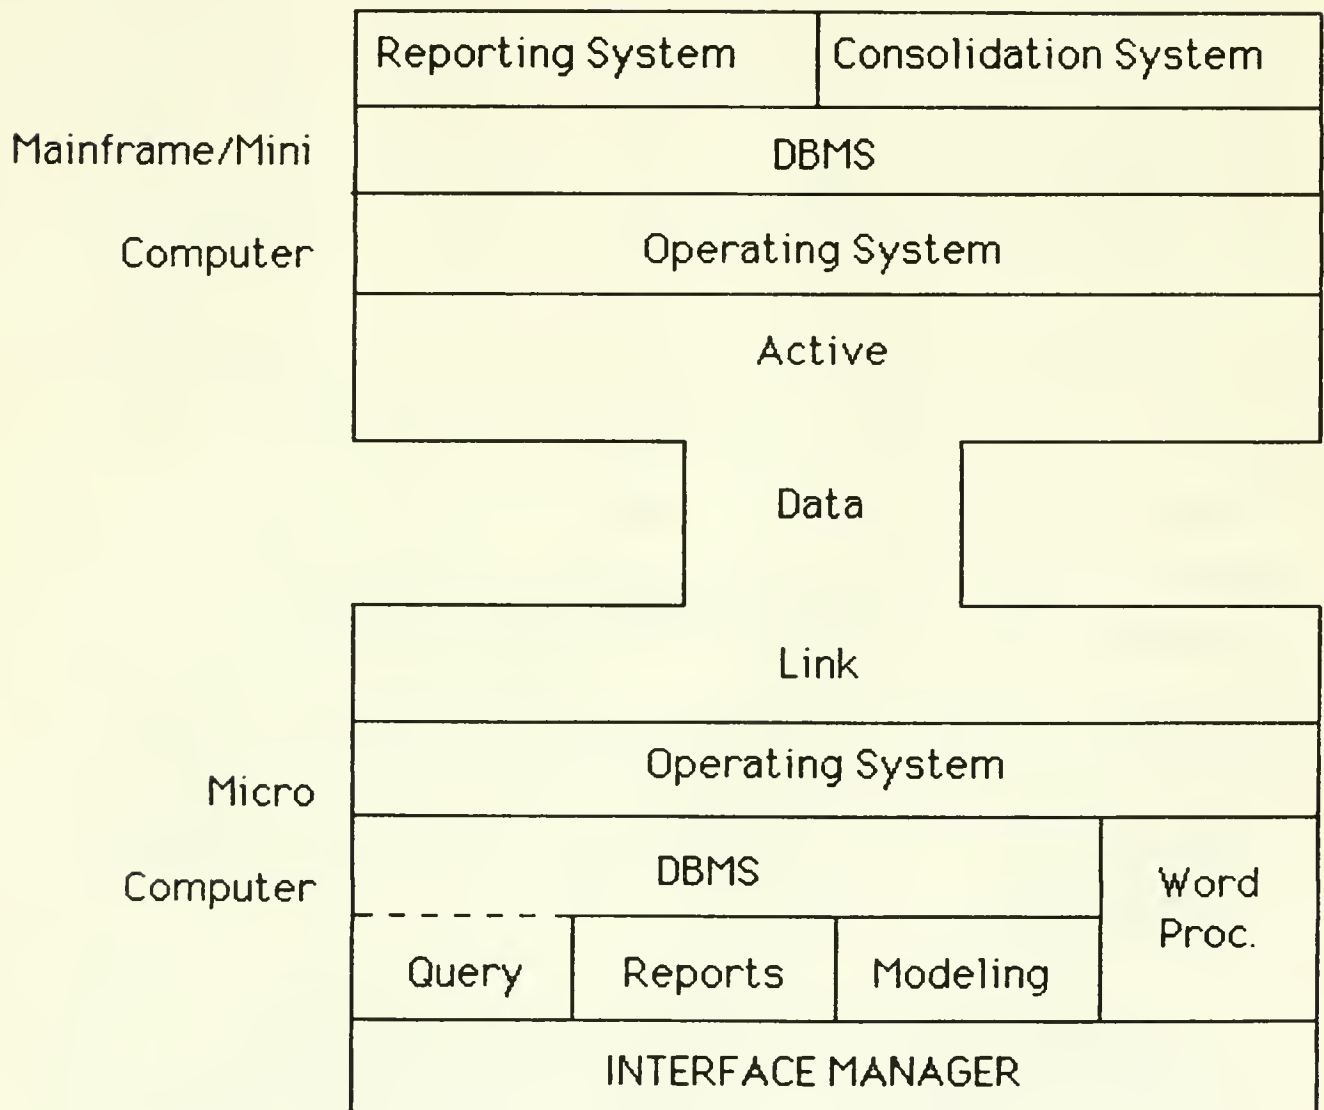 Reporting System
Consolidation System
Mainframe/Mini
DBMS
Computer
Operating System
Active
Data
Link
Operating System
Micro
DBMS
Computer
Word
Proc.
Query
Reports
Modeling
INTERFACE MANAGER